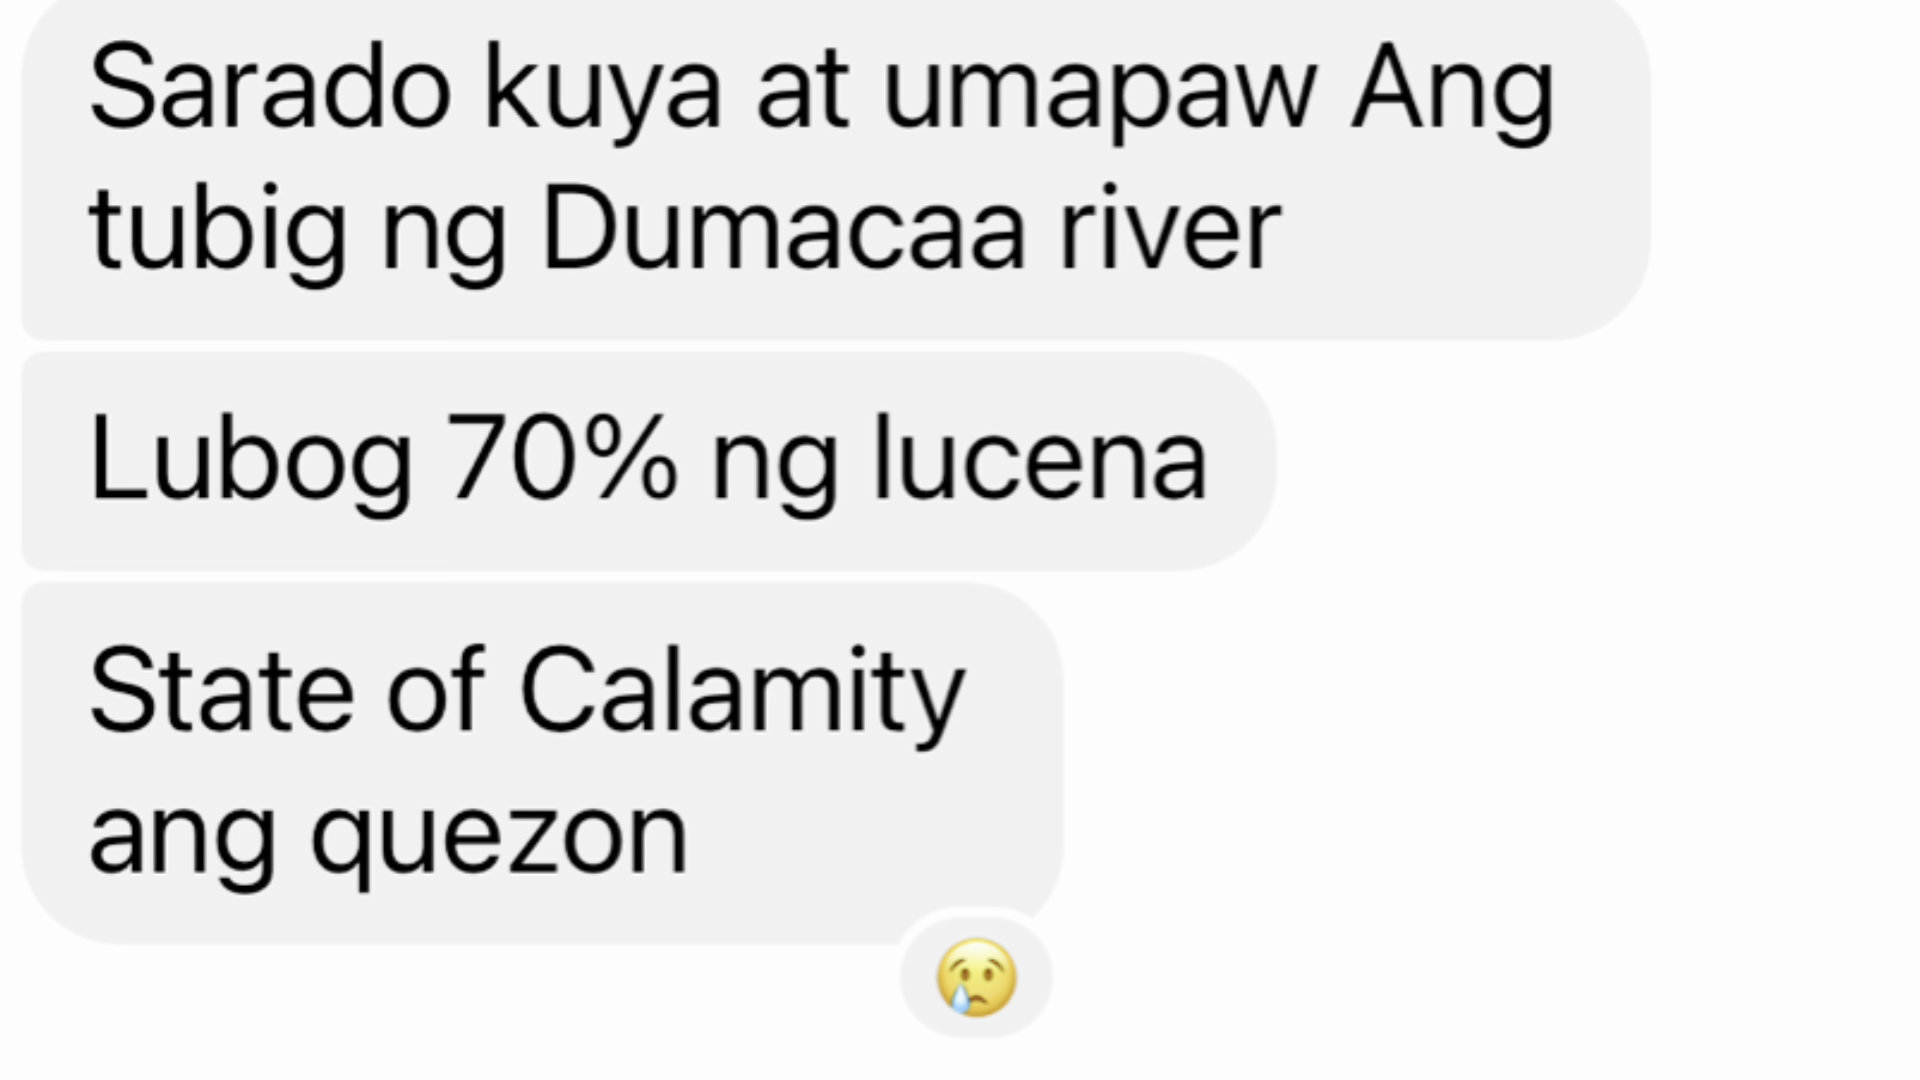 Sarado kuya at umapaw Ang
tubig ng Dumacaa river
Lubog 70% ng lucena
State of Calamity
ang quezon